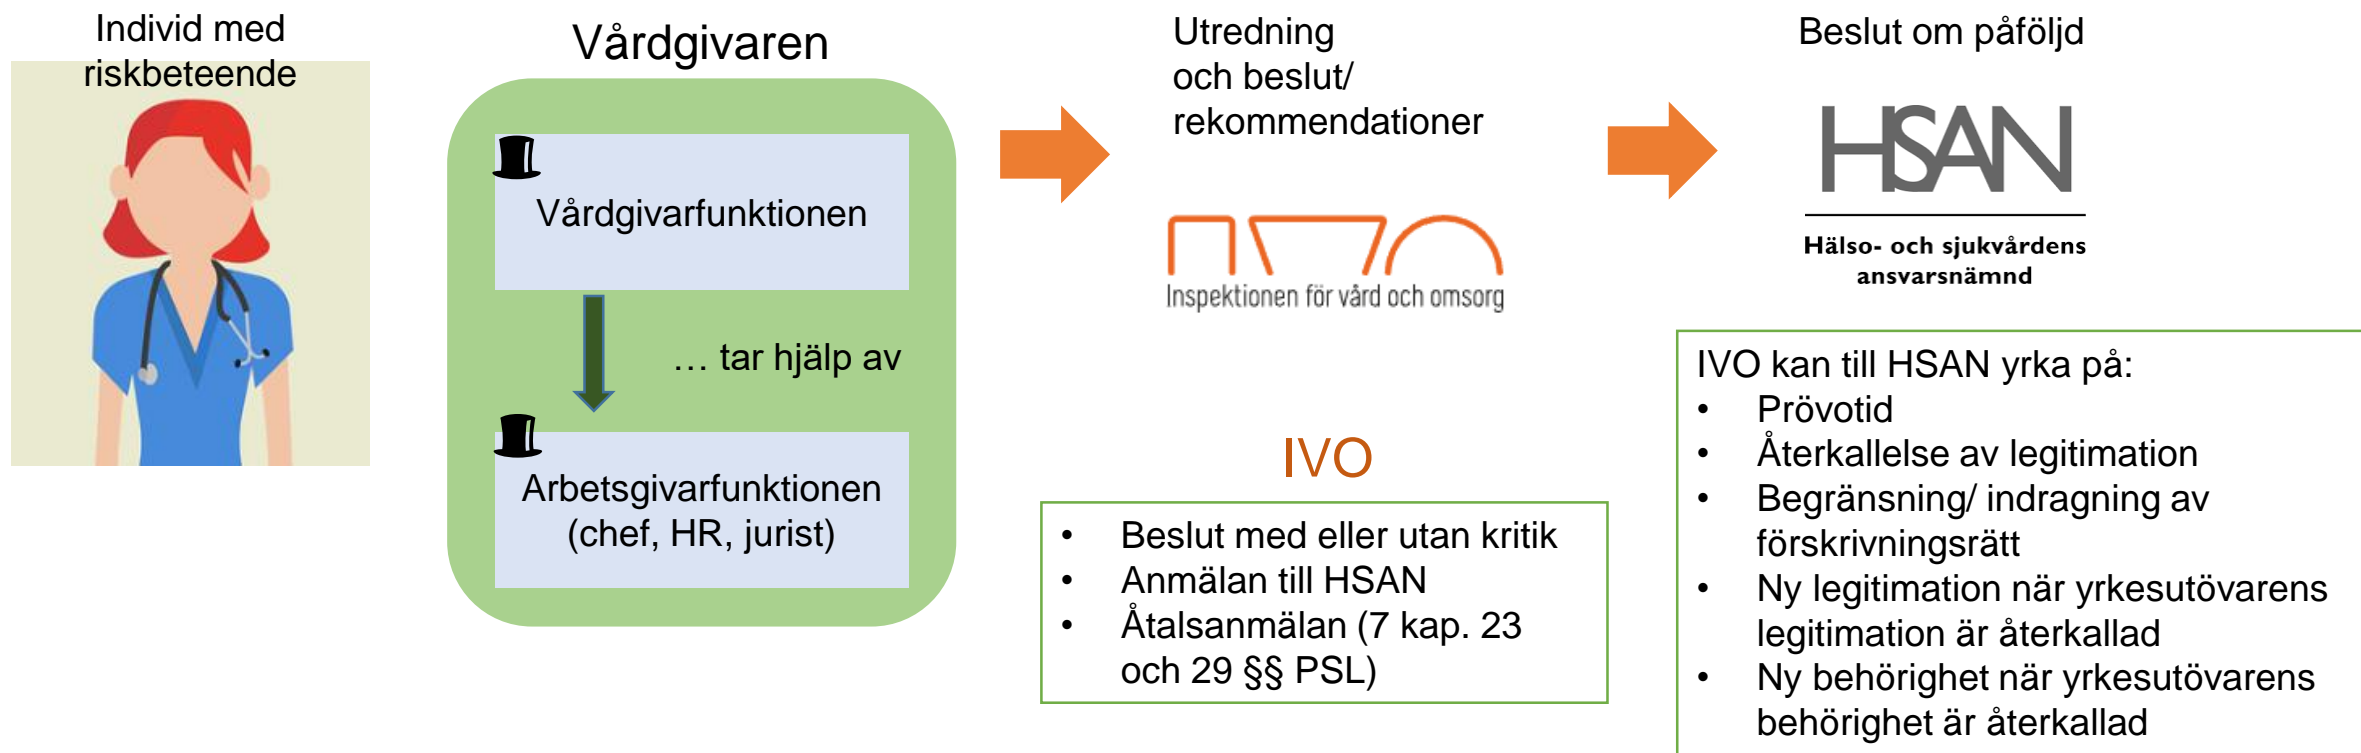 Individ med
riskbeteende
Vårdgivaren
Vårdgivarfunktionen
… tar hjälp av
Arbetsgivarfunktionen
(chef, HR, jurist)
Utredning
och beslut/
rekommendationer
Inspektionen för vård och omsorg
IVO
• Beslut med eller utan kritik
• Anmälan till HSAN
• Åtalsanmälan (7 kap. 23
och 29 §§ PSL)
Beslut om påföljd
HSAN
Hälso- och sjukvårdens
ansvarsnämnd
IVO kan till HSAN yrka på:
• Prövotid
• Återkallelse av legitimation
• Begränsning/ indragning av
förskrivningsrätt
• Ny legitimation när yrkesutövarens
legitimation är återkallad
• Ny behörighet när yrkesutövarens
behörighet är återkallad